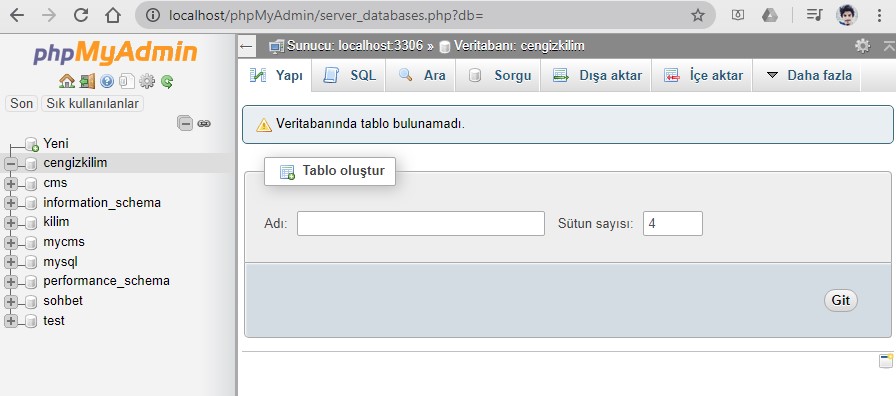 localhost/phpMyAdmin/server_databases.php?db=
phpMyAdmin
Son Sık kullanılanlar
Yeni
cengizkilim
cms
information_schema
kilim
mycms
mysql
performance_schema
sohbet
test
Sunucu: localhost:3306 » Veritabanı: cengizkilim
Yapı SQL Ara Sorgu Dışa aktar İçe aktar Daha fazla
Veritabanında tablo bulunamadı.
Tablo oluştur
Adı: Sütun sayısı: 4
Git